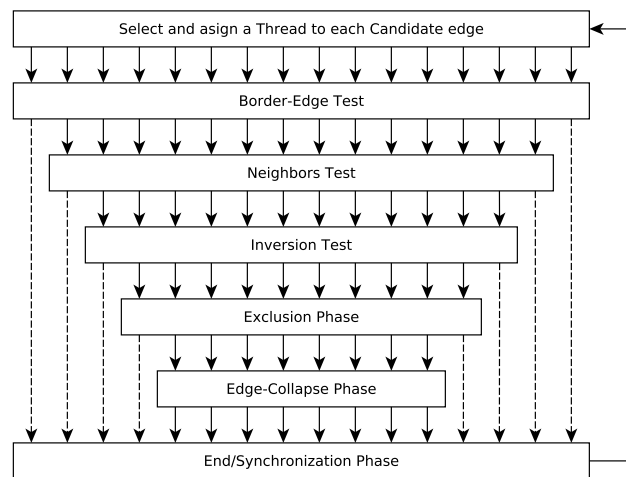 Select and asign a Thread to each Candidate edge
Border-Edge Test
Neighbors Test
Inversion Test
Exclusion Phase
Edge-Collapse Phase
End/Synchronization Phase